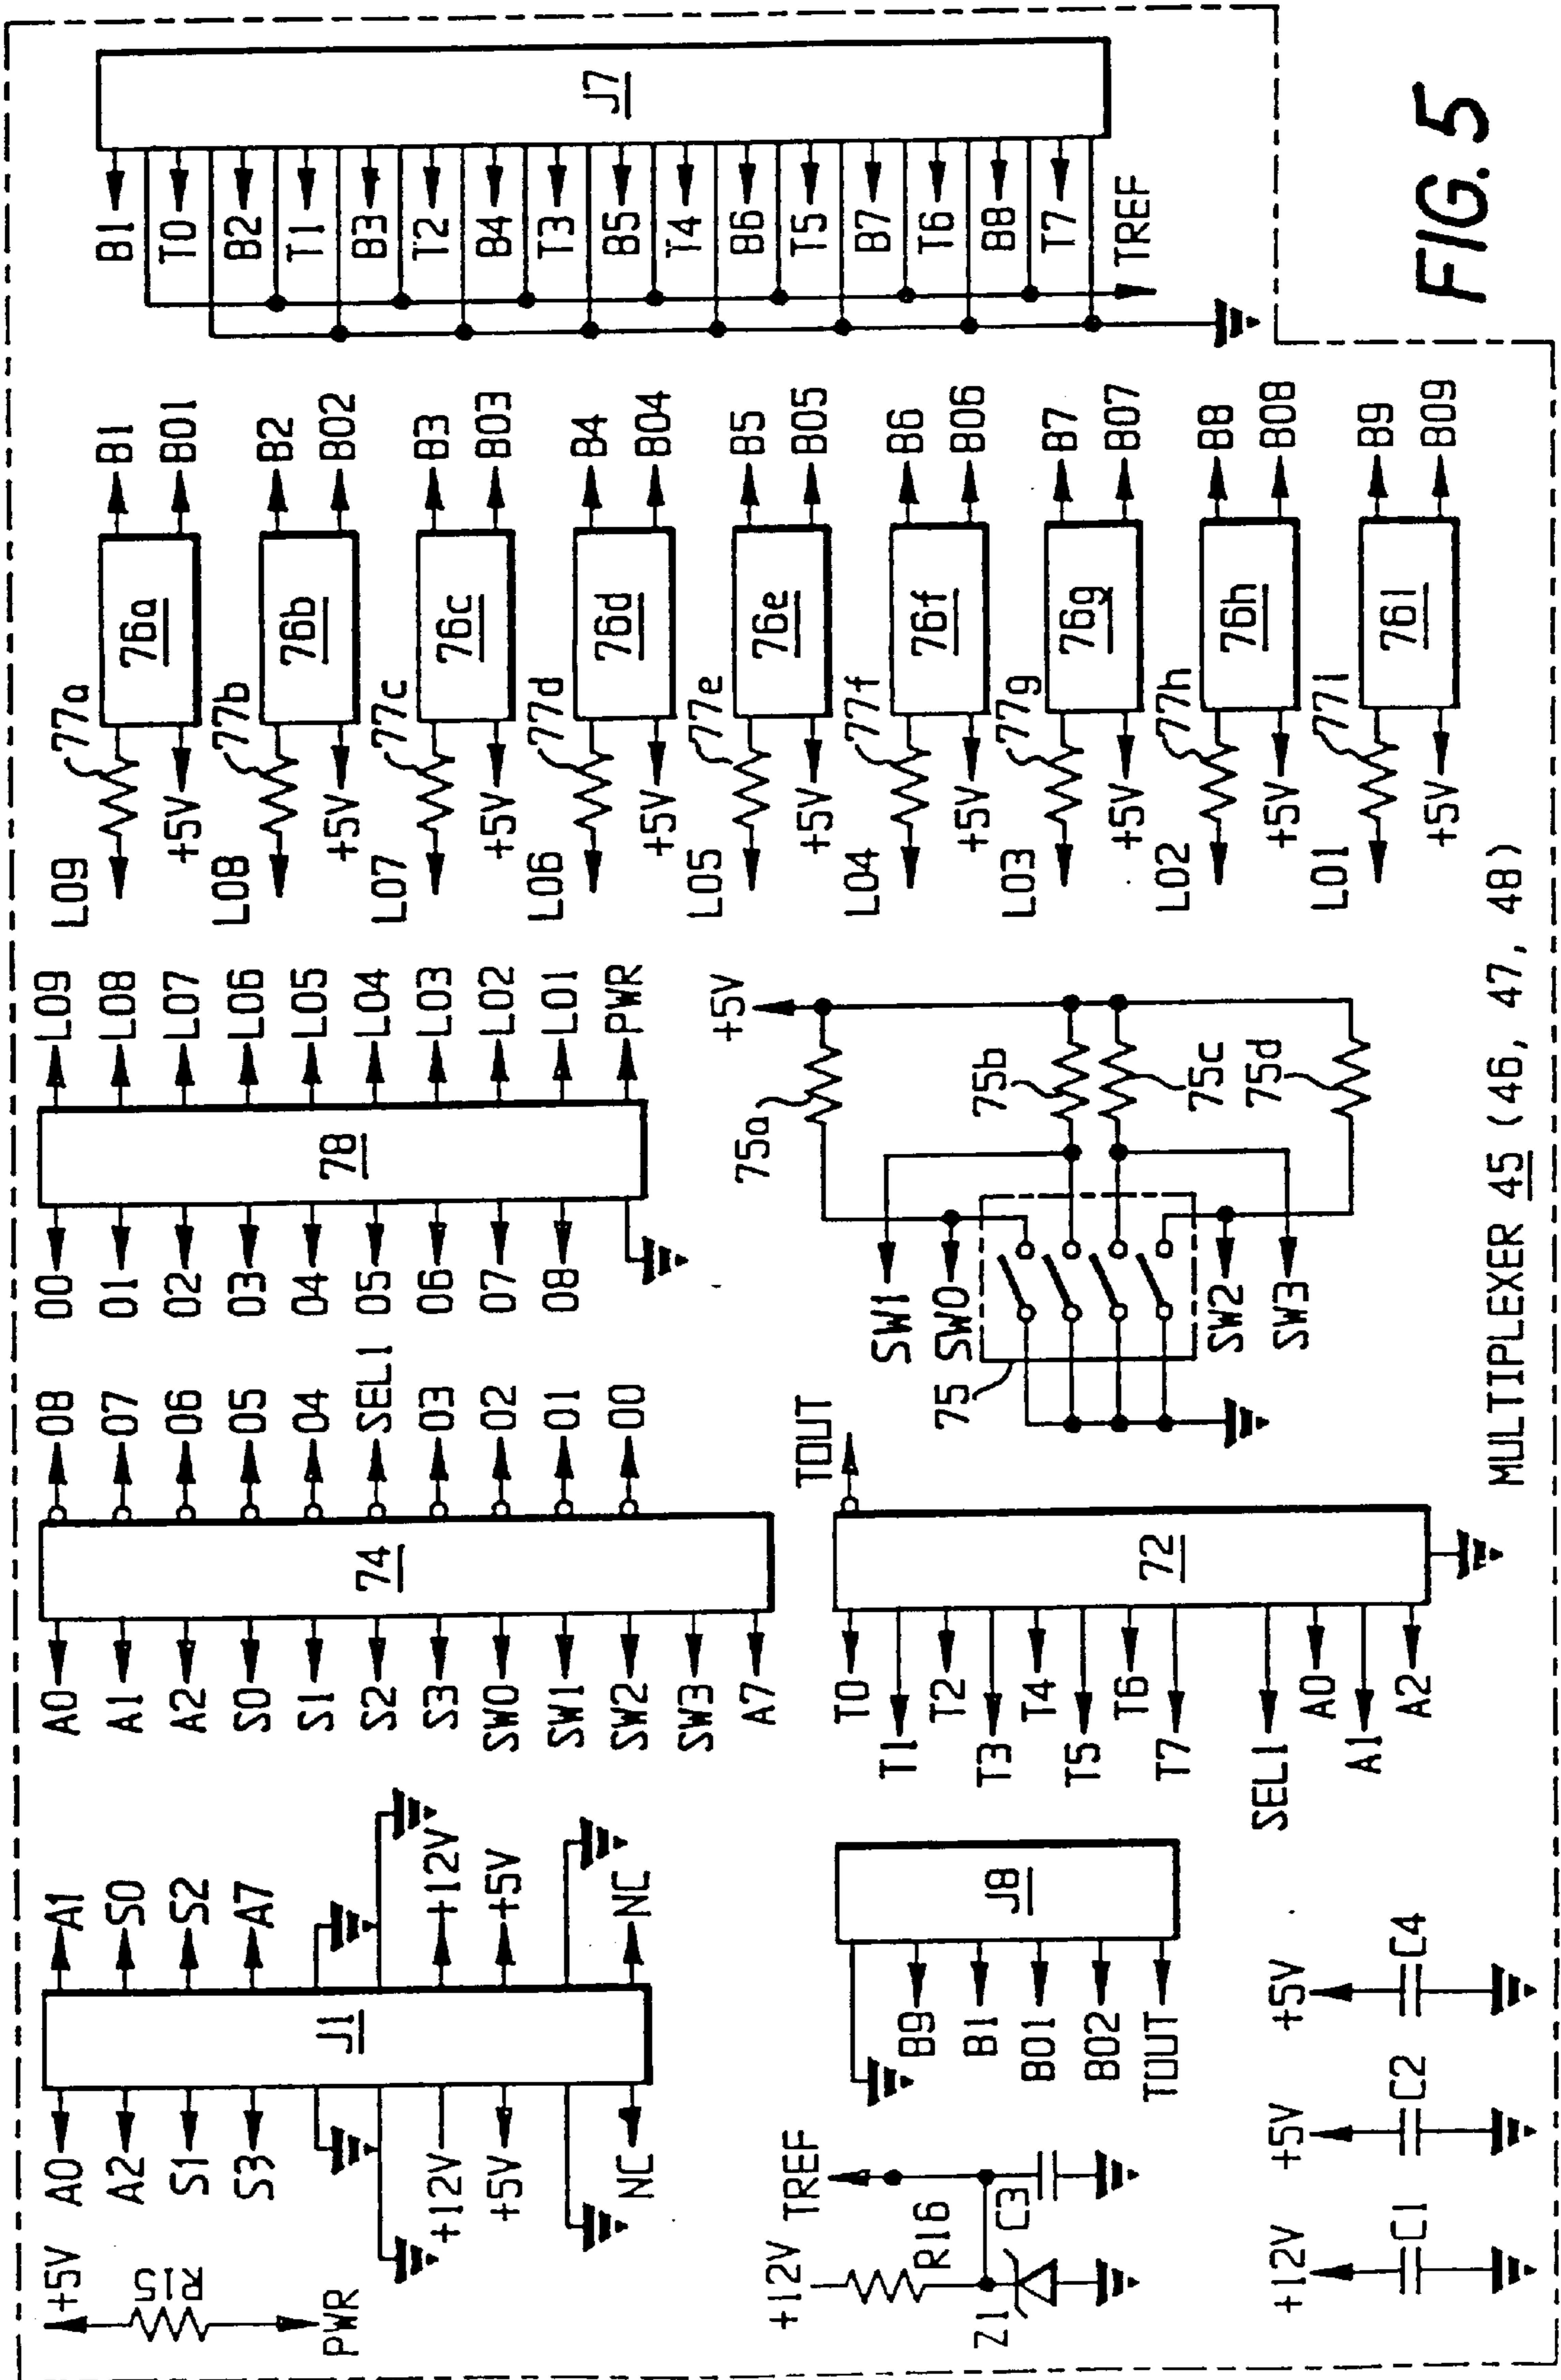 +5V
R15
PWR
A0
A2
S1
S3
+12V
+5V
NC
J1
A1
S0
S2
A7
+12V
+5V
NC
A0
A1
A2
S0
S1
S2
S3
SW0
SW1
SW2
SW3
A7
74
08
07
06
05
04
SEL1
03
02
01
00
00
01
02
03
04
05
06
07
08
78
L09
L08
L07
L06
L05
L04
L03
L02
L01
PWR
L09
77a
+5V
76a
B1
B01
L08
77b
+5V
76b
B2
B02
L07
77c
+5V
76c
B3
B03
L06
77d
+5V
76d
B4
B04
L05
77e
+5V
76e
B5
B05
L04
77f
+5V
76f
B6
B06
L03
77g
+5V
76g
B7
B07
L02
77h
+5V
76h
B8
B08
L01
77i
+5V
76i
B9
B09
B1
T0
B2
T1
B3
T2
B4
T3
B5
T4
B6
T5
B7
T6
B8
T7
TREF
J7
+12V
TREF
R16
Z1
C3
J8
B9
B1
B01
B02
TOUT
T0
T1
T2
T3
T4
T5
T6
T7
SEL1
A0
A1
A2
72
TOUT
75
SW1
SW0
SW2
SW3
75a
75b
75c
75d
+5V
+12V
C1
+5V
C2
+5V
C4
MULTIPLEXER 45 (46, 47, 48)
FIG. 5